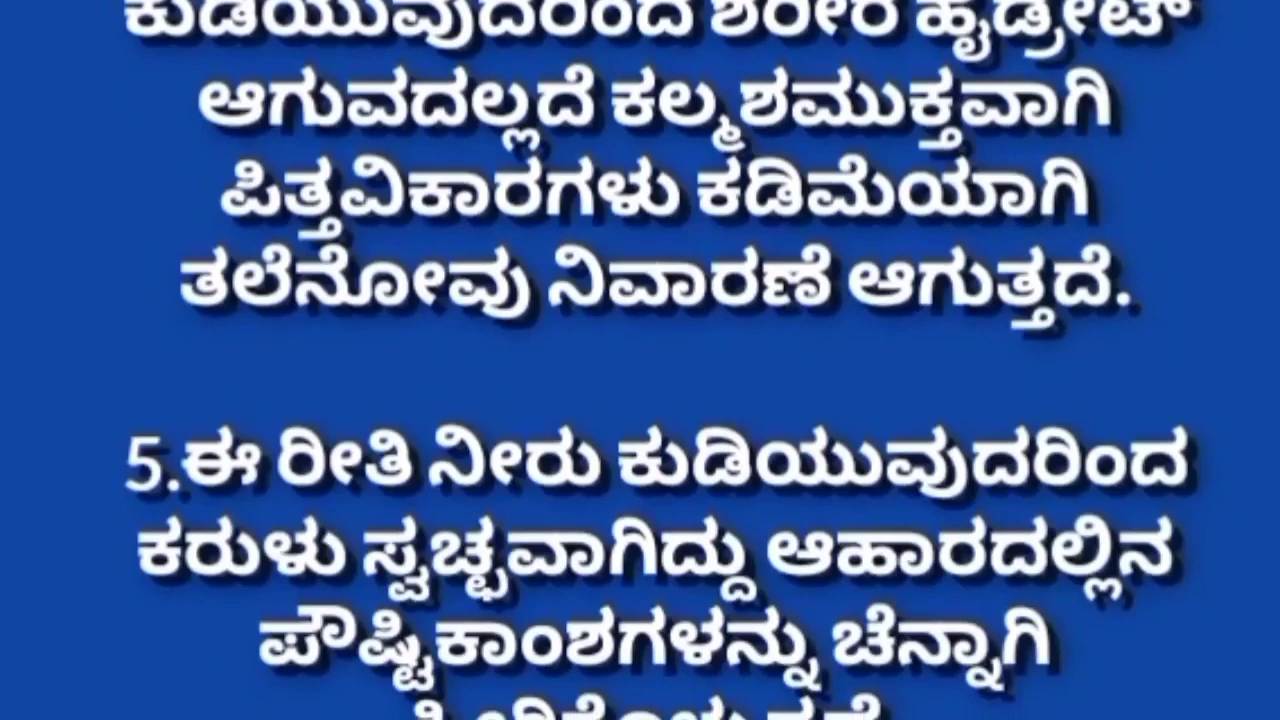 ಕುಡಿಯುವುದರಿಂದ ಶರೀರ ಹೈಡ್ರೀಟ್
ಆಗುವದಲ್ಲದೆ ಕಲ್ಮಶಮುಕ್ತವಾಗಿ
ಪಿತ್ತವಿಕಾರಗಳು ಕಡಿಮೆಯಾಗಿ
ತಲೆನೋವು ನಿವಾರಣೆ ಆಗುತ್ತದೆ.
5.ಈ ರೀತಿ ನೀರು ಕುಡಿಯುವುದರಿಂದ
ಕರುಳು ಸ್ವಚ್ಛವಾಗಿದ್ದು ಆಹಾರದಲ್ಲಿನ
ಪೌಷ್ಟಿಕಾಂಶಗಳನ್ನು ಚೆನ್ನಾಗಿ